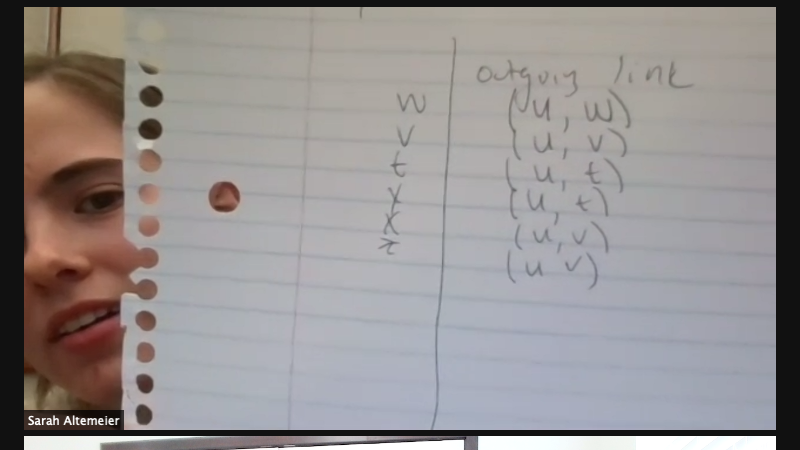 outgoing link
w (u, w)
v (u, v)
t (u, t)
y (u, t)
x (u, v)
z (u v)
Sarah Altemeier